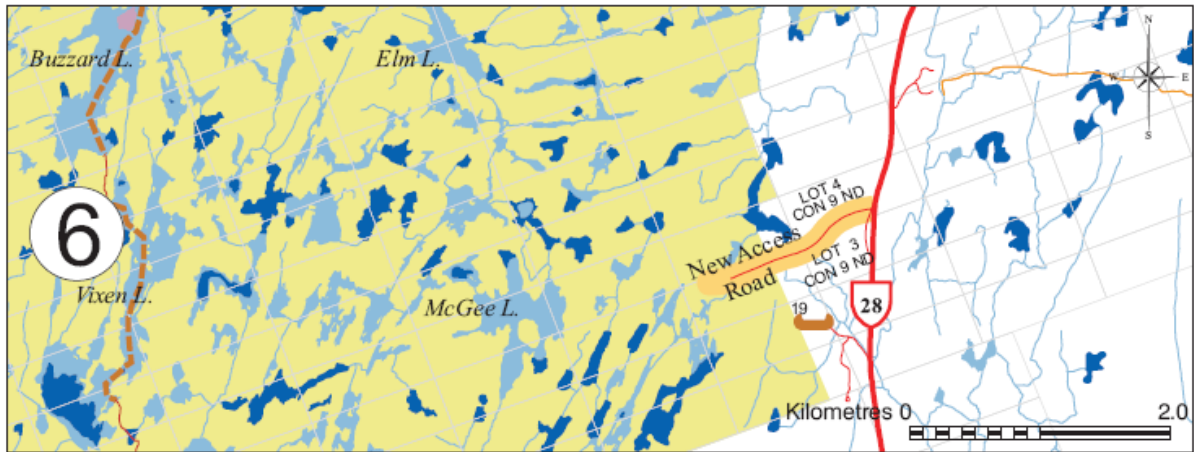 Buzzard L.
Elm L.
N
W
E
S
LOT 4
CON 9 ND
6
New Access
Road
LOT 3
CON 9 ND
Vixen L.
McGee L.
19
28
Kilometres 0 2.0